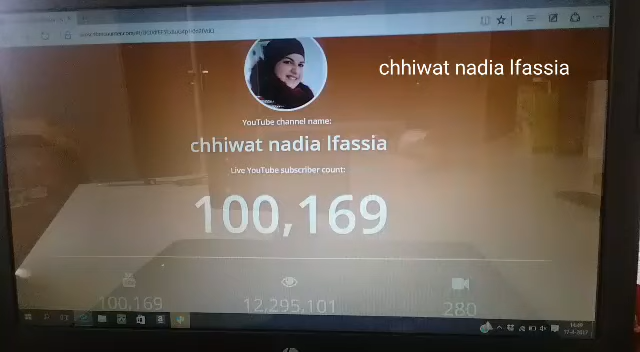 chhiwat nadia lfassia
YouTube channel name:
chhiwat nadia lfassia
Live YouTube subscriber count:
100,169
100,169
12,295,101
280